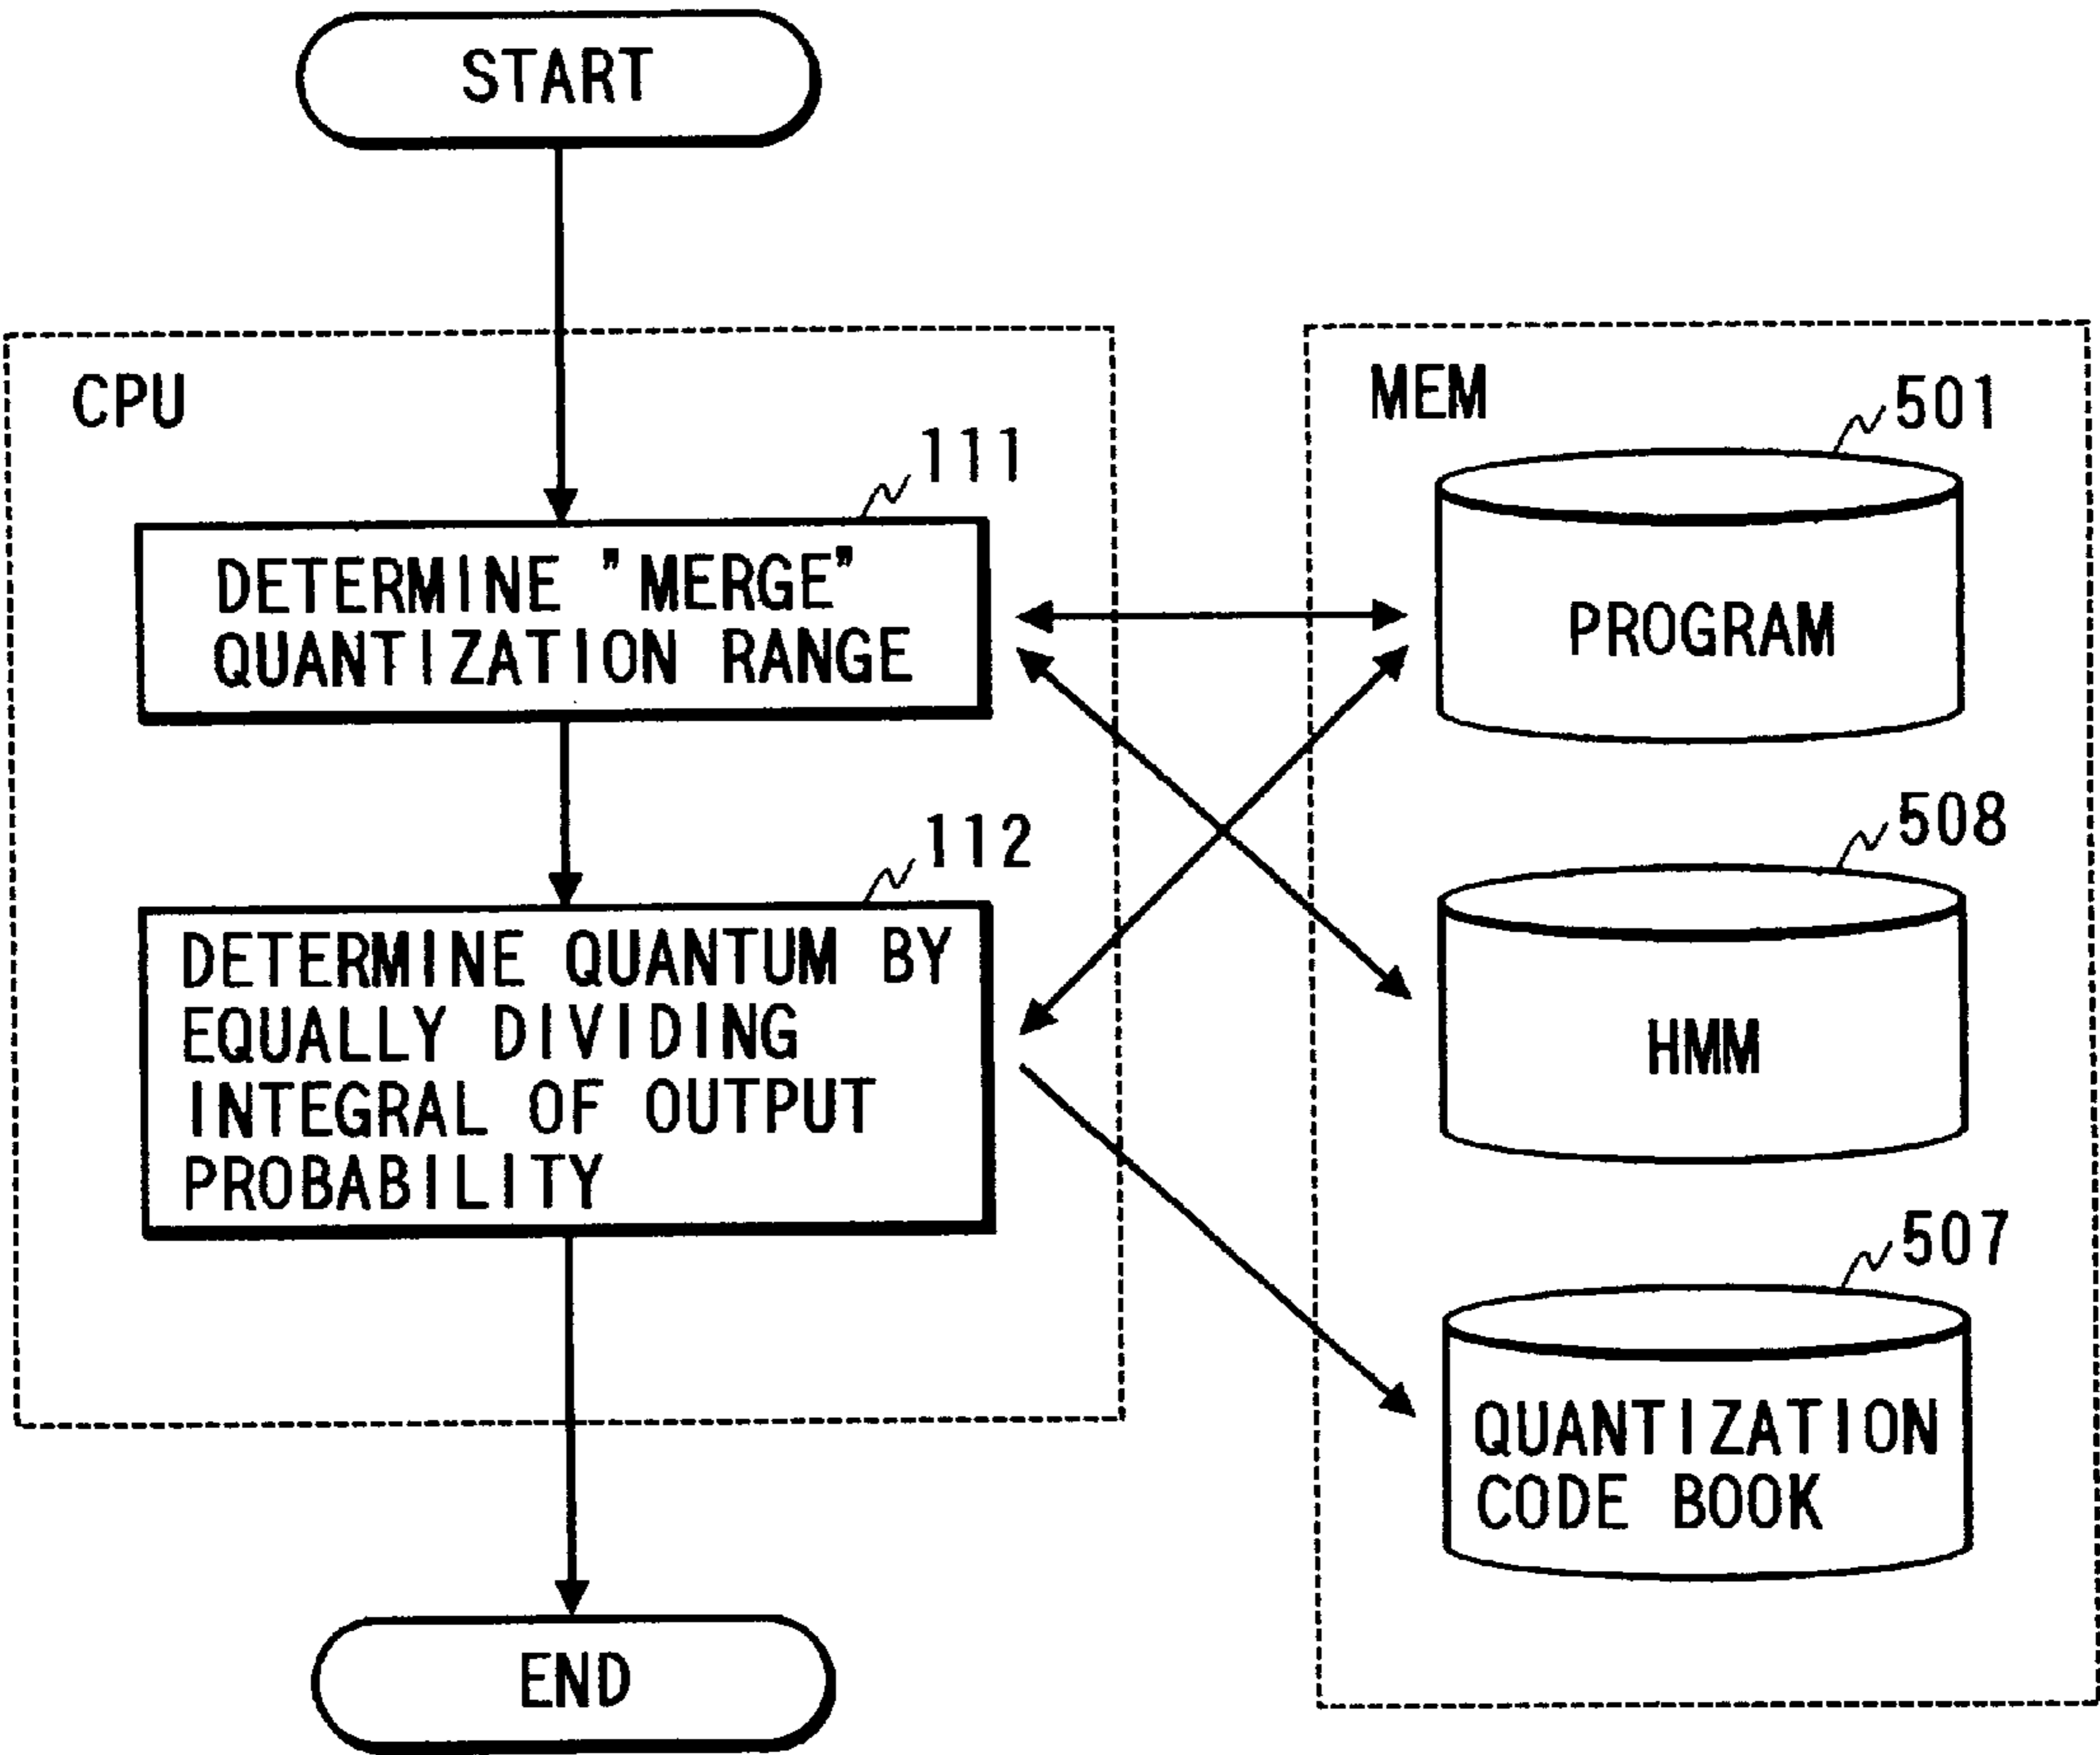 START
CPU
111
DETERMINE "MERGE"
QUANTIZATION RANGE
112
DETERMINE QUANTUM BY
EQUALLY DIVIDING
INTEGRAL OF OUTPUT
PROBABILITY
END
MEM
501
PROGRAM
508
HMM
507
QUANTIZATION
CODE BOOK